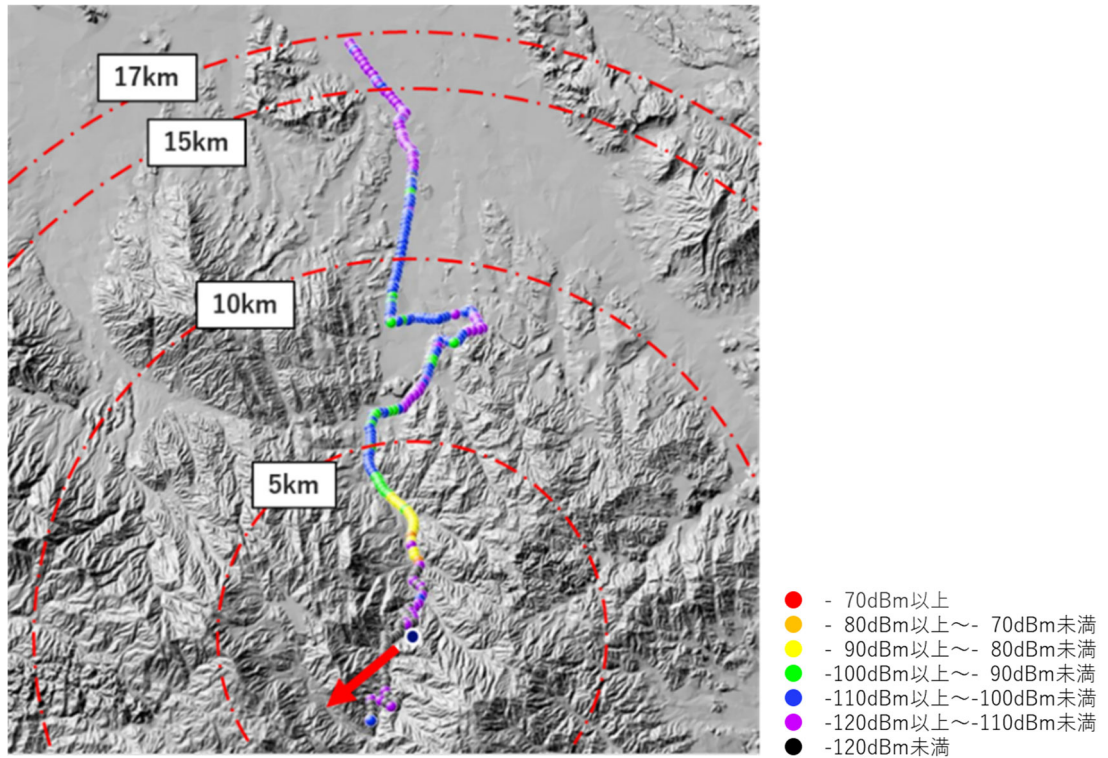 17km
15km
10km
5km
- 70dBm以上
- 80dBm以上～- 70dBm未満
- 90dBm以上～- 80dBm未満
-100dBm以上～- 90dBm未満
-110dBm以上～-100dBm未満
-120dBm以上～-110dBm未満
-120dBm未満